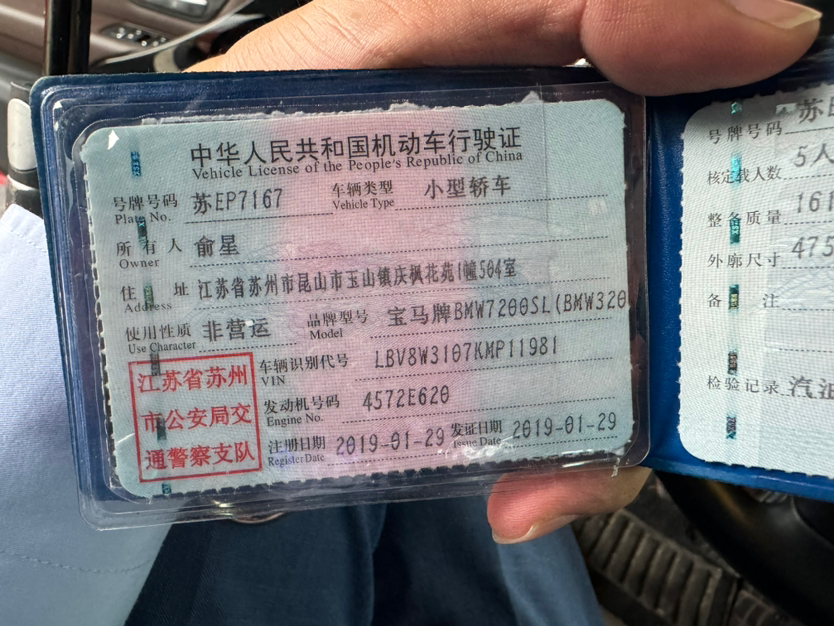 中华人民共和国机动车行驶证
Vehicle License of the People's Republic of China
号牌号码 苏EP7167 车辆类型 小型轿车
Plate No. Vehicle Type
所有人 俞星
Owner
住址 江苏省苏州市昆山市玉山镇庆枫花苑1幢504室
Address
使用性质 非营运 品牌型号 宝马牌BMW7200SL(BMW320
Use Character Model
江苏省苏州
市公安局交
通警察支队
车辆识别代号 LBV8W3107KMP11981
VIN
发动机号码 4572E620
Engine No.
注册日期 2019-01-29 发证日期 2019-01-29
Register Date Issue Date
号牌号码 苏
核定载人数 5人
整备质量 161
外廓尺寸 475
备注
检验记录 汽油